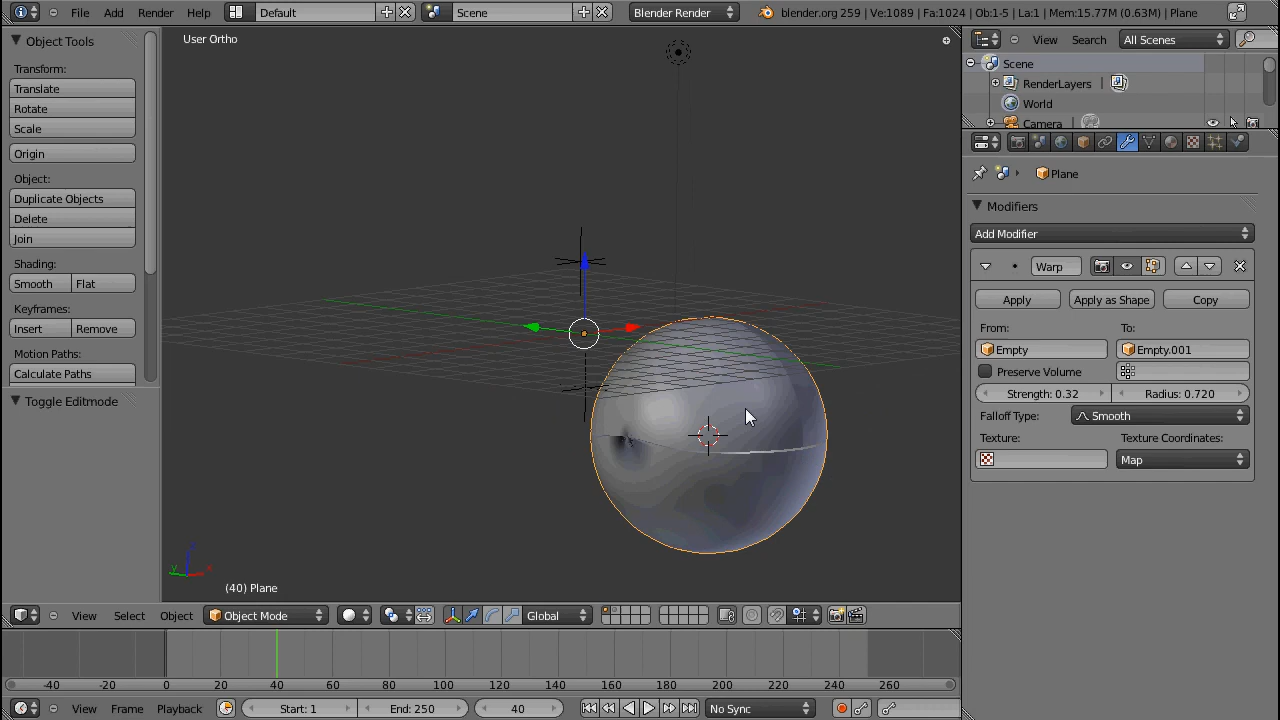 File Add Render Help Default Scene Blender Render blender.org 259 | Ve:1089 | Fa:1024 | Ob:1-5 | La:1 | Mem:15.77M (0.63M) | Plane
Object Tools
Transform:
Translate
Rotate
Scale
Origin
Object:
Duplicate Objects
Delete
Join
Shading:
Smooth Flat
Keyframes:
Insert Remove
Motion Paths:
Calculate Paths
Toggle Editmode
User Ortho
z
y x
(40) Plane
View Select Object Object Mode Global
-40 -20 0 20 40 60 80 100 120 140 160 180 200 220 240 260
View Frame Playback Start: 1 End: 250 40 No Sync
View Search All Scenes
Scene
RenderLayers |
World
Camera |
Plane
Modifiers
Add Modifier
Warp
Apply Apply as Shape Copy
From: To:
Empty Empty.001
Preserve Volume
Strength: 0.32 Radius: 0.720
Falloff Type: Smooth
Texture: Texture Coordinates:
Map